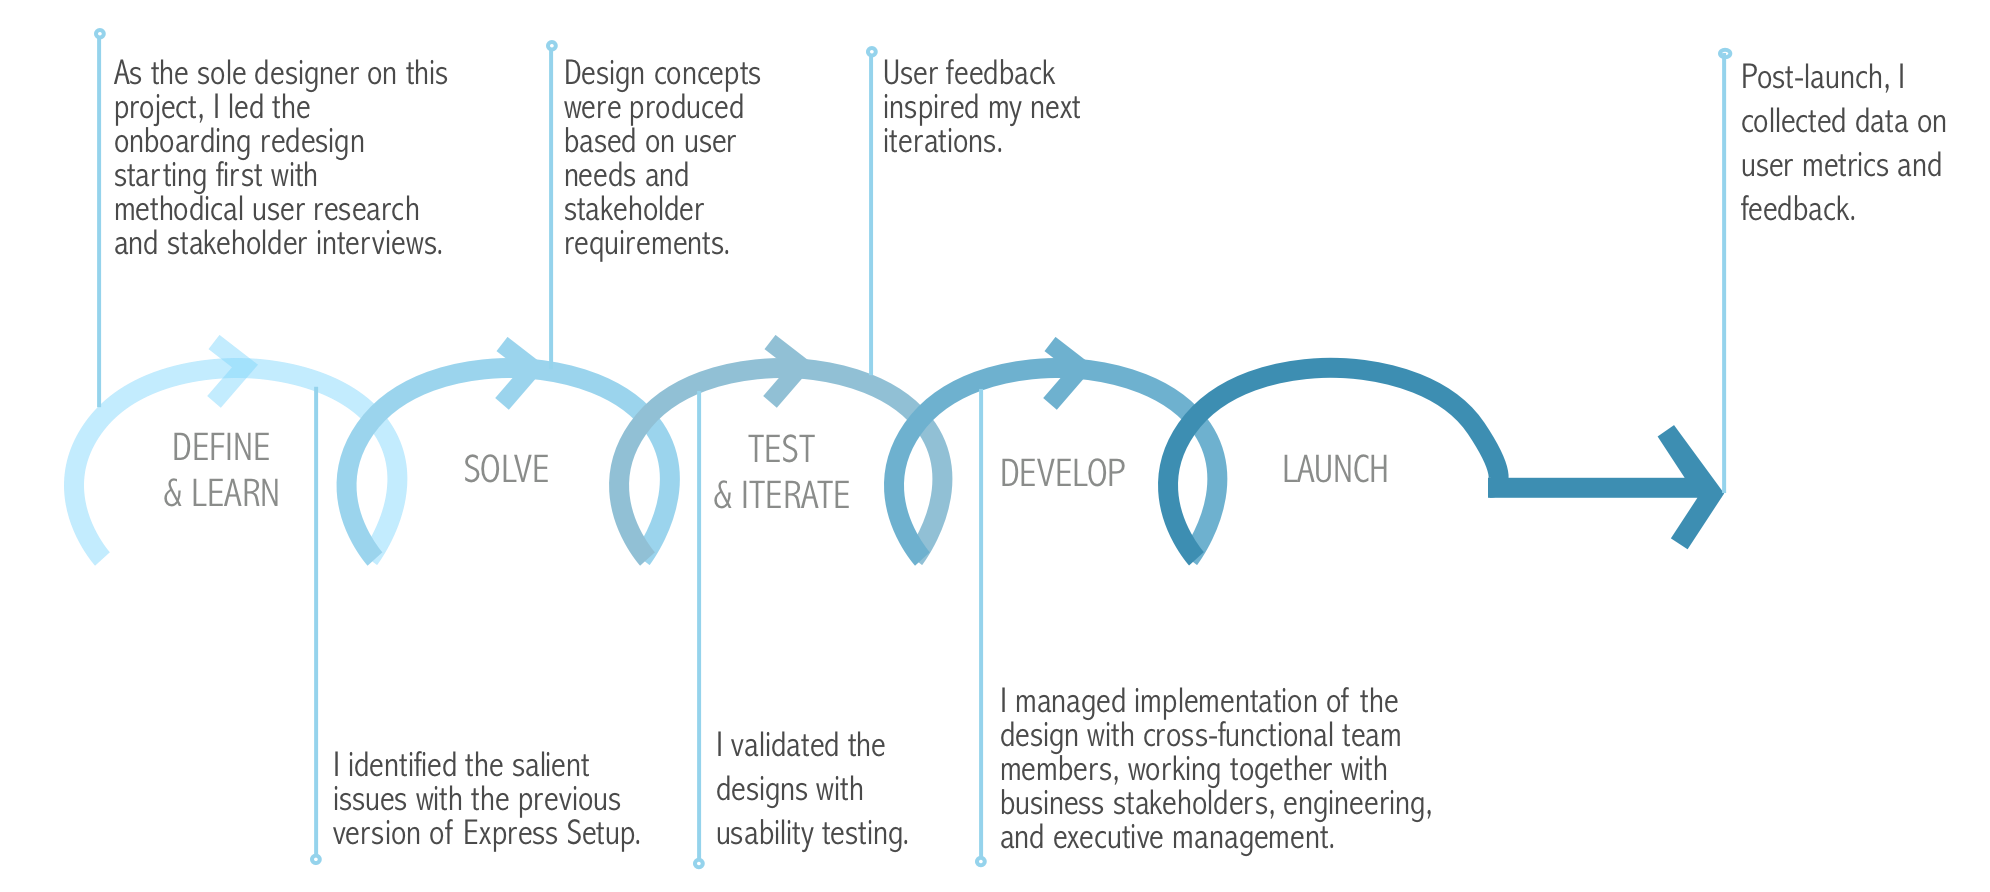 As the sole designer on this
project, I led the
onboarding redesign
starting first with
methodical user research
and stakeholder interviews.
Design concepts
were produced
based on user
needs and
stakeholder
requirements.
User feedback
inspired my next
iterations.
Post-launch, I
collected data on
user metrics and
feedback.
DEFINE
& LEARN
SOLVE
TEST
& ITERATE
DEVELOP
LAUNCH
I identified the salient
issues with the previous
version of Express Setup.
I validated the
designs with
usability testing.
I managed implementation of the
design with cross-functional team
members, working together with
business stakeholders, engineering,
and executive management.